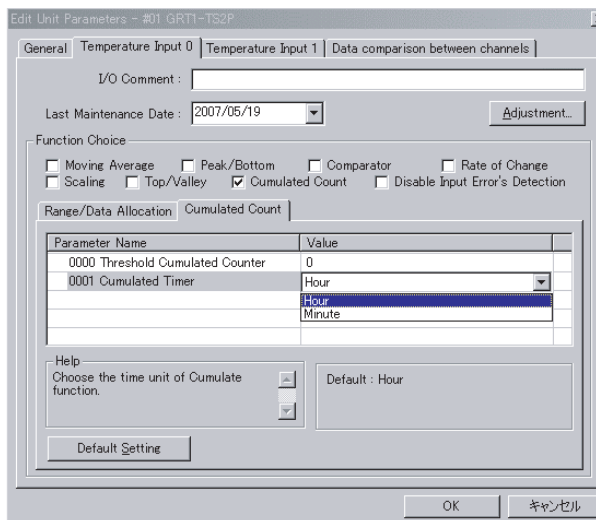 Edit Unit Parameters - #01 GRT1-TS2P
General Temperature Input 0 Temperature Input 1 Data comparison between channels
I/O Comment :
Last Maintenance Date : 2007/05/19 Adjustment...
Function Choice
Moving Average Peak/Bottom Comparator Rate of Change
Scaling Top/Valley Cumulated Count Disable Input Error's Detection
Range/Data Allocation Cumulated Count
Parameter Name Value
0000 Threshold Cumulated Counter 0
0001 Cumulated Timer Hour
Hour
Minute
Help
Choose the time unit of Cumulate
function.
Default : Hour
Default Setting
OK キャンセル